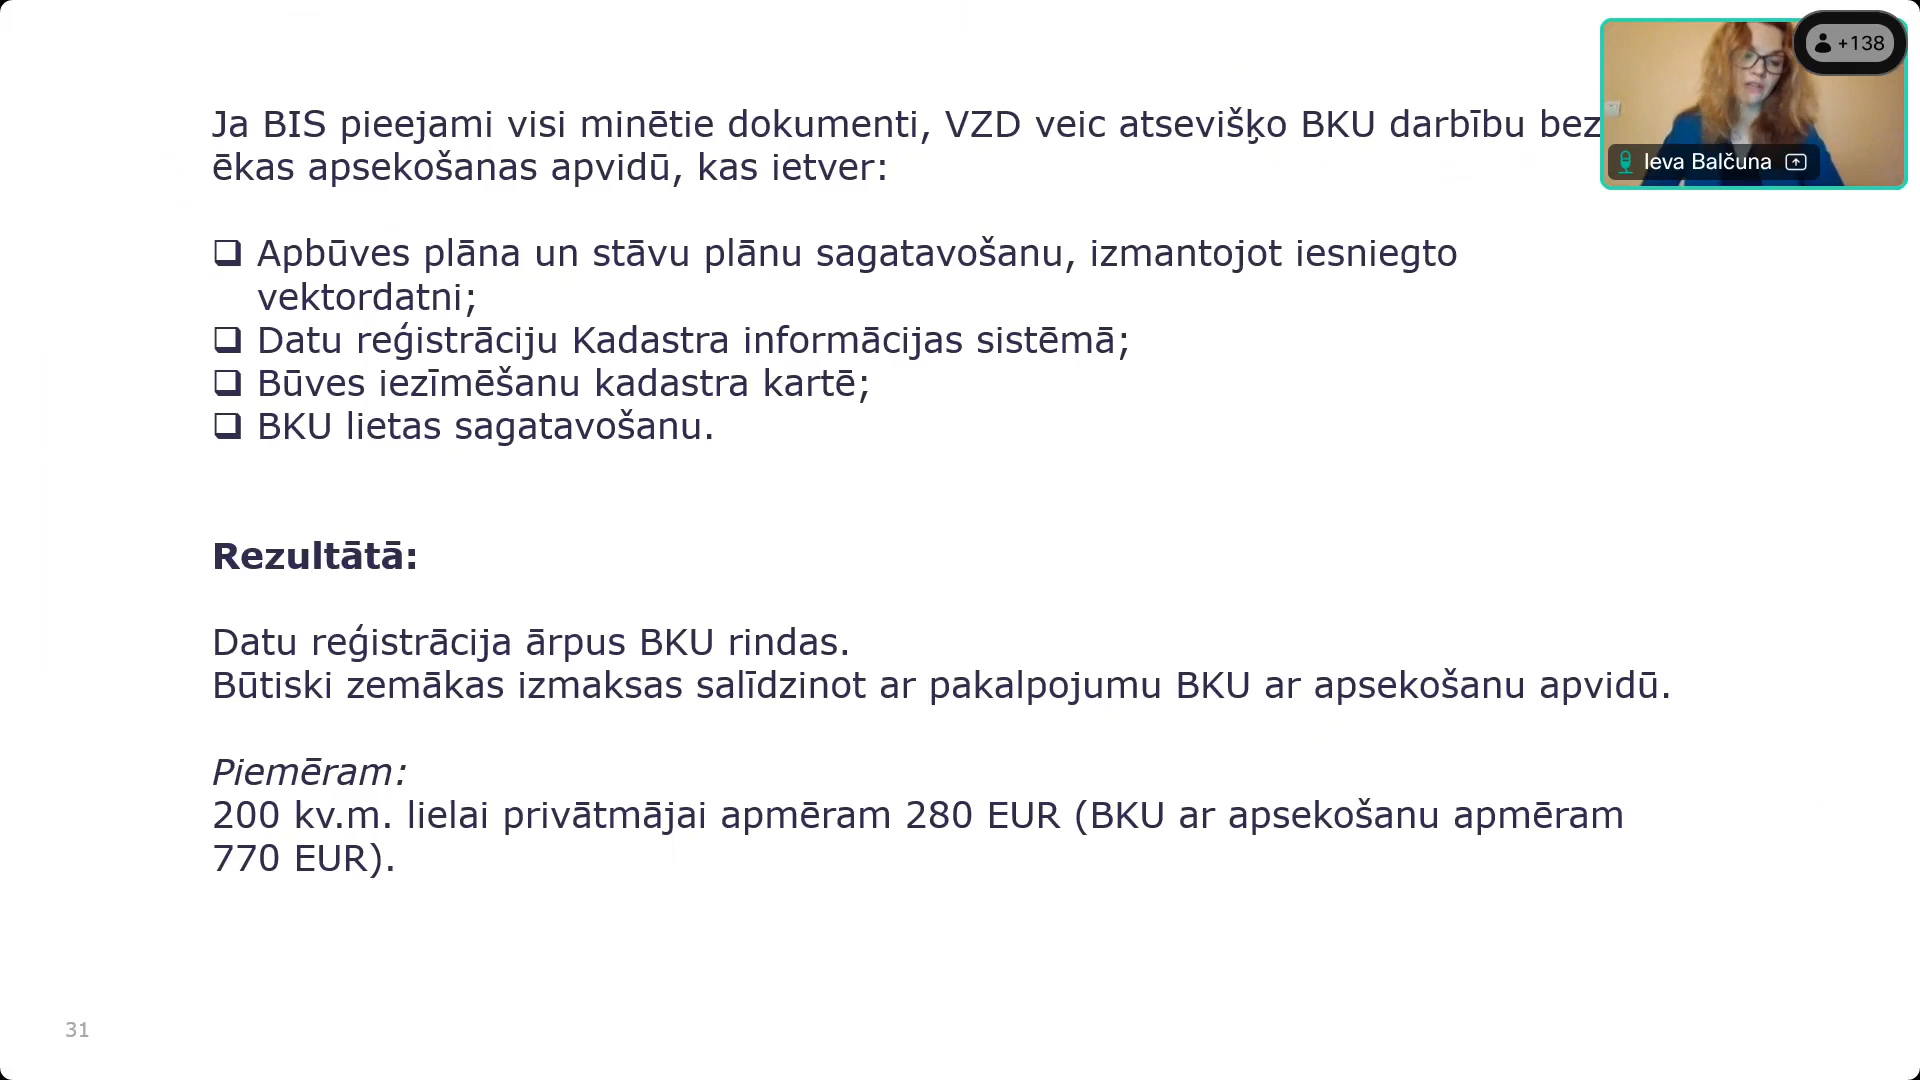 +138
Ieva Balčuna
Ja BIS pieejami visi minētie dokumenti, VZD veic atsevišķo BKU darbību bez
ēkas apsekošanas apvidū, kas ietver:
❑ Apbūves plāna un stāvu plānu sagatavošanu, izmantojot iesniegto
vektordatni;
❑ Datu reģistrāciju Kadastra informācijas sistēmā;
❑ Būves iezīmēšanu kadastra kartē;
❑ BKU lietas sagatavošanu.
Rezultātā:
Datu reģistrācija ārpus BKU rindas.
Būtiski zemākas izmaksas salīdzinot ar pakalpojumu BKU ar apsekošanu apvidū.
Piemēram:
200 kv.m. lielai privātmājai apmēram 280 EUR (BKU ar apsekošanu apmēram
770 EUR).
31